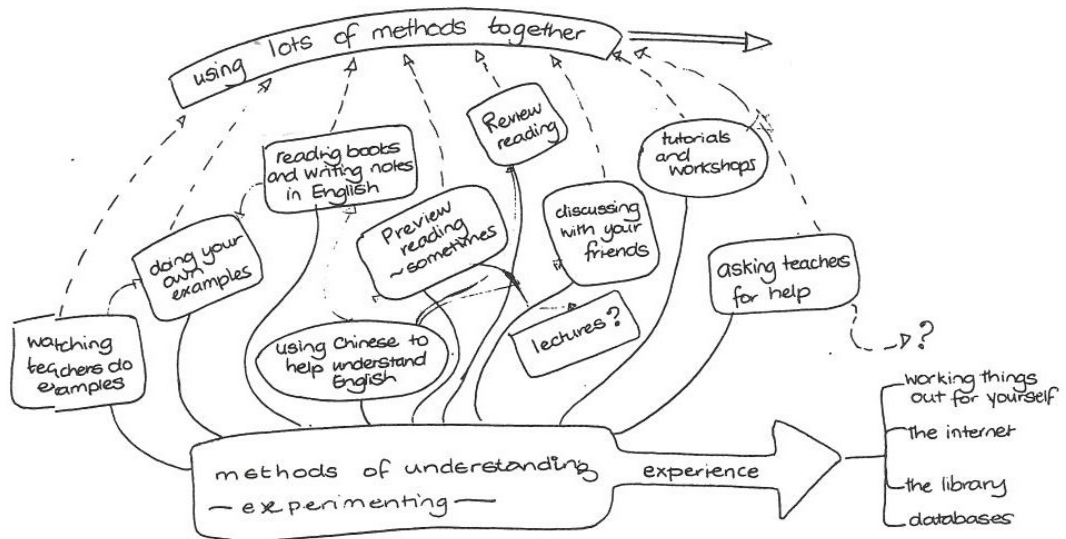 using lots of methods together
Review
reading
reading books
and writing notes
in English
tutorials
and
workshops
Preview
reading
~sometimes
discussing
with your
friends
doing your
own
examples
asking teachers
for help
watching
teachers do
examples
using Chinese to
help understand
English
lectures?
?
working things
out for yourself
the internet
the library
databases
methods of understanding
- experimenting -
experience